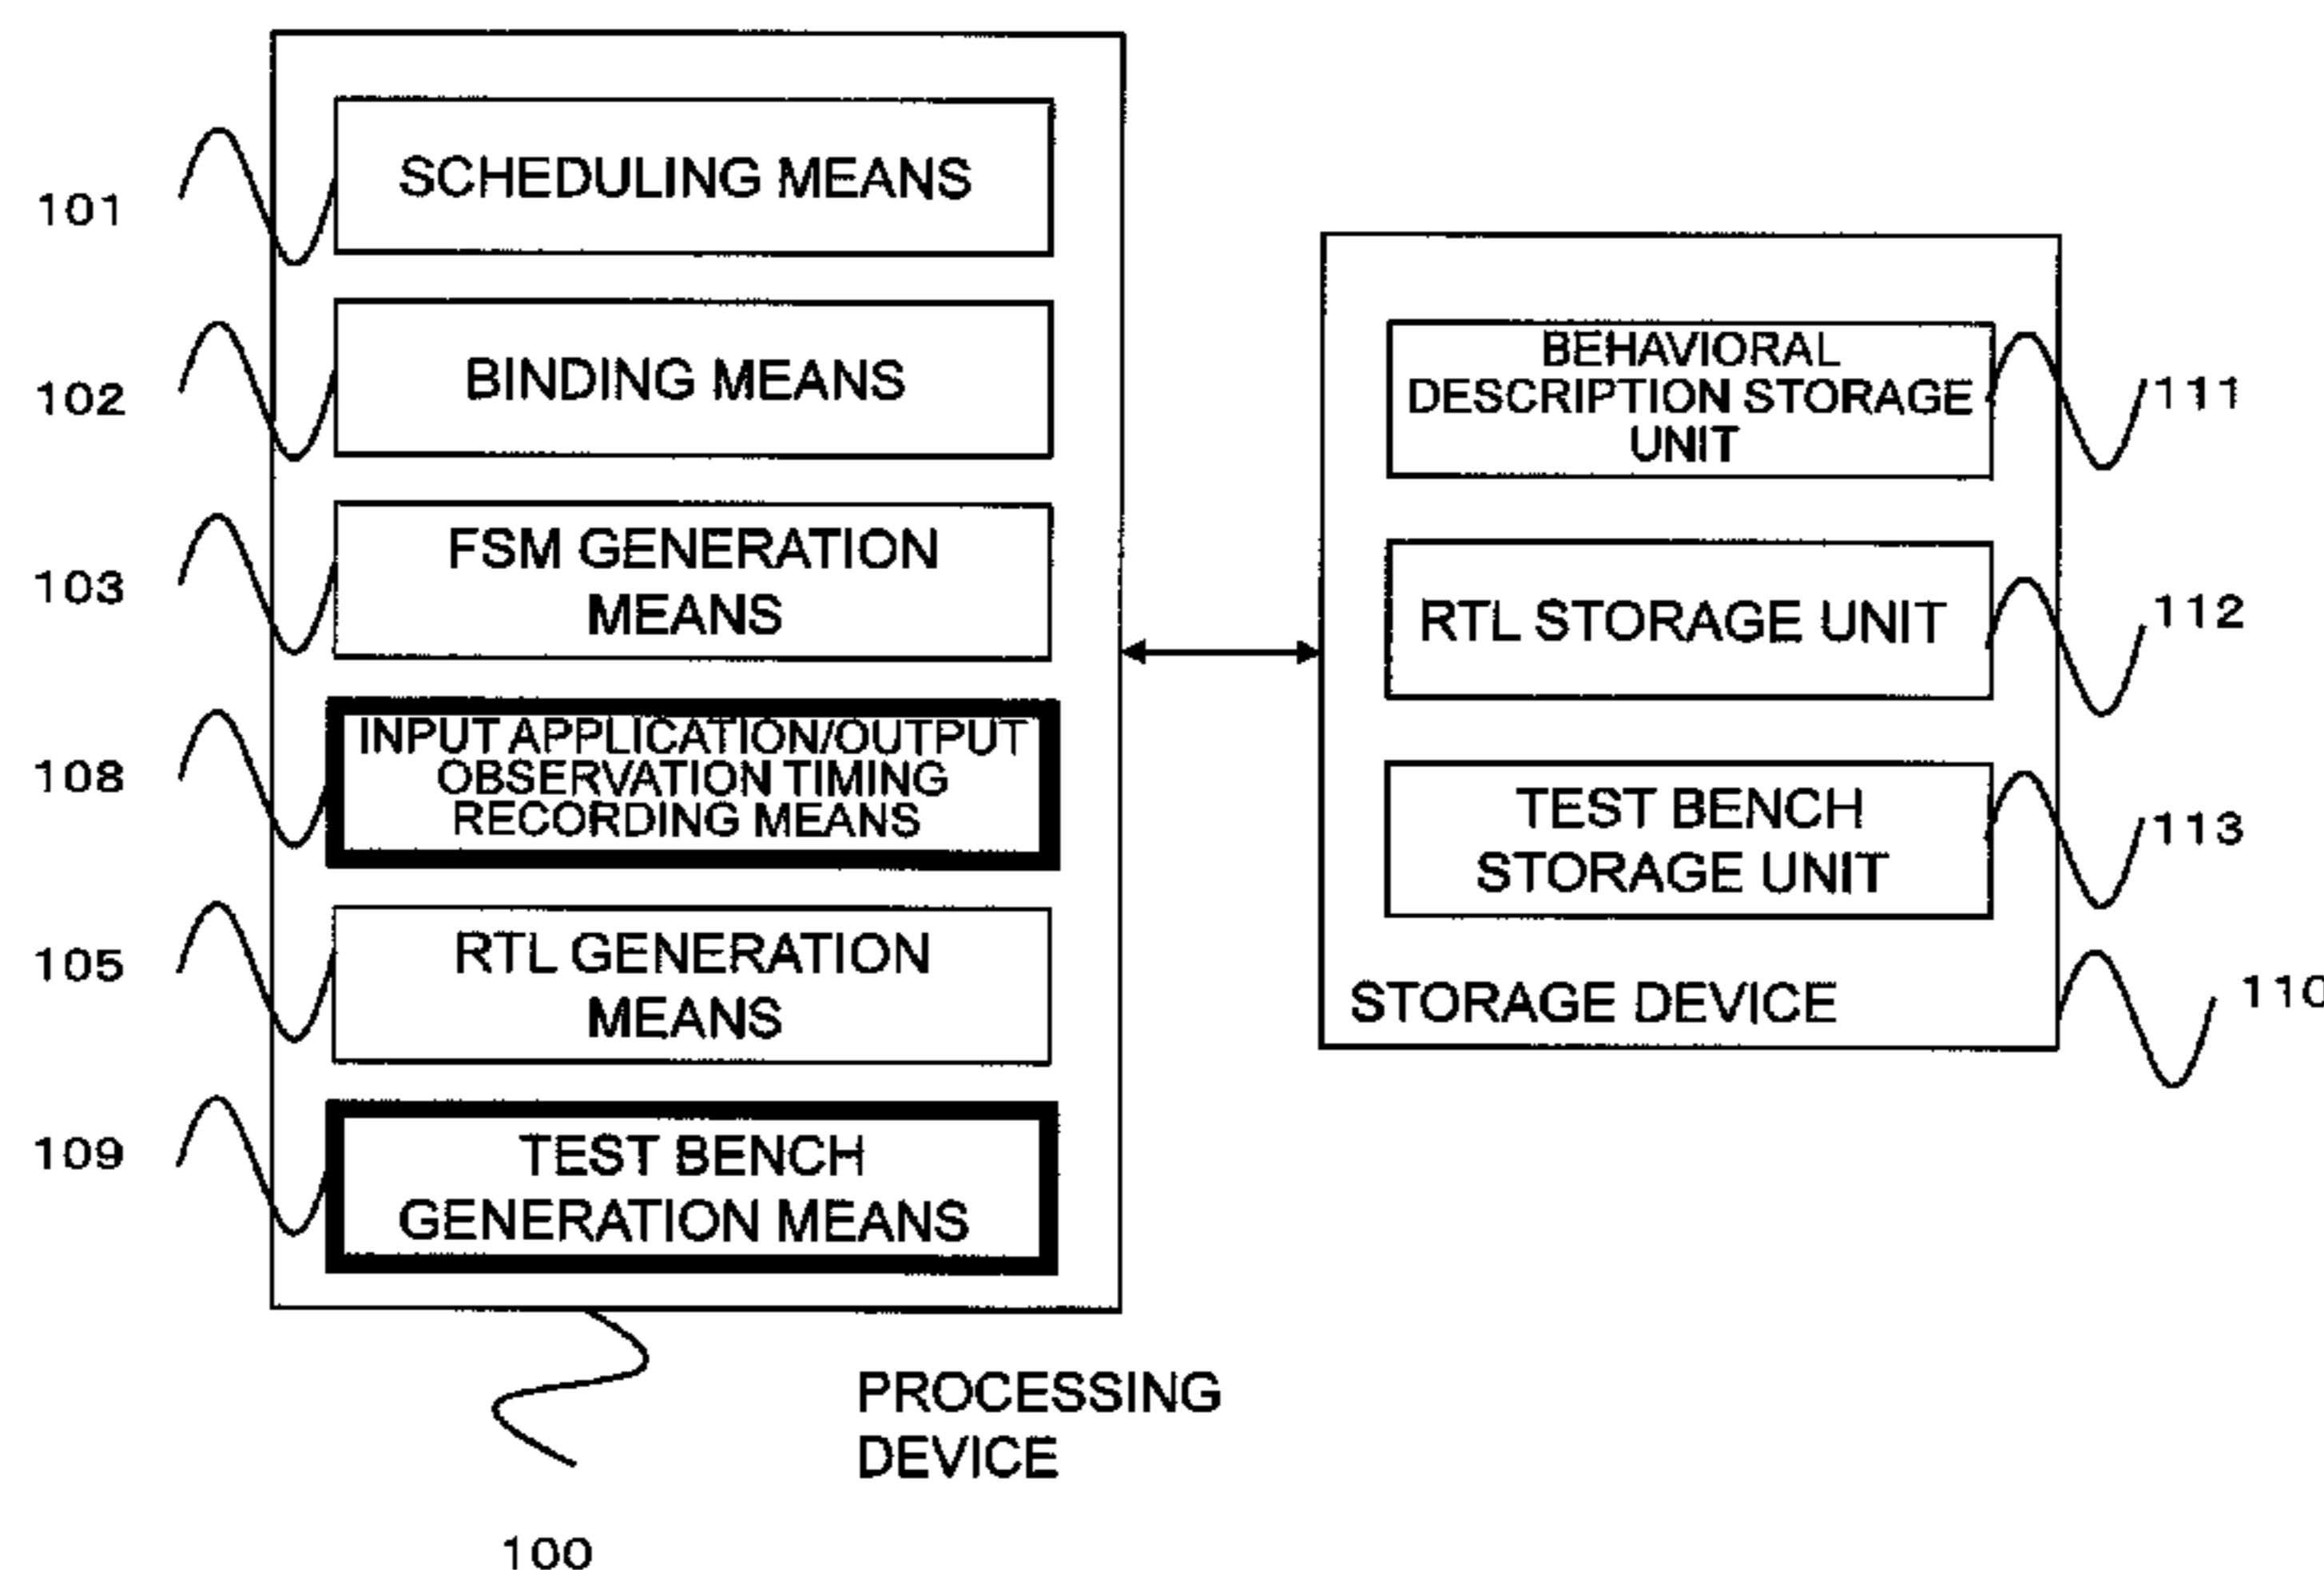 101
SCHEDULING MEANS
102
BINDING MEANS
103
FSM GENERATION
MEANS
108
INPUT APPLICATION/OUTPUT
OBSERVATION TIMING
RECORDING MEANS
105
RTL GENERATION
MEANS
109
TEST BENCH
GENERATION MEANS
PROCESSING
DEVICE
100
BEHAVIORAL
DESCRIPTION STORAGE
UNIT
111
RTL STORAGE UNIT
112
TEST BENCH
STORAGE UNIT
113
STORAGE DEVICE
110